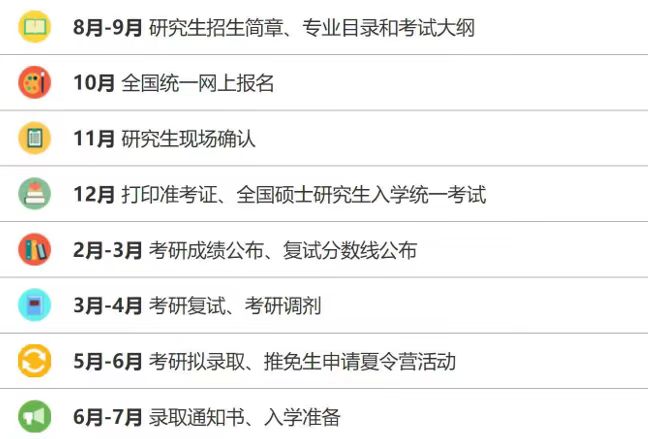 8月-9月 研究生招生简章、专业目录和考试大纲
10月 全国统一网上报名
11月 研究生现场确认
12月 打印准考证、全国硕士研究生入学统一考试
2月-3月 考研成绩公布、复试分数线公布
3月-4月 考研复试、考研调剂
5月-6月 考研拟录取、推免生申请夏令营活动
6月-7月 录取通知书、入学准备